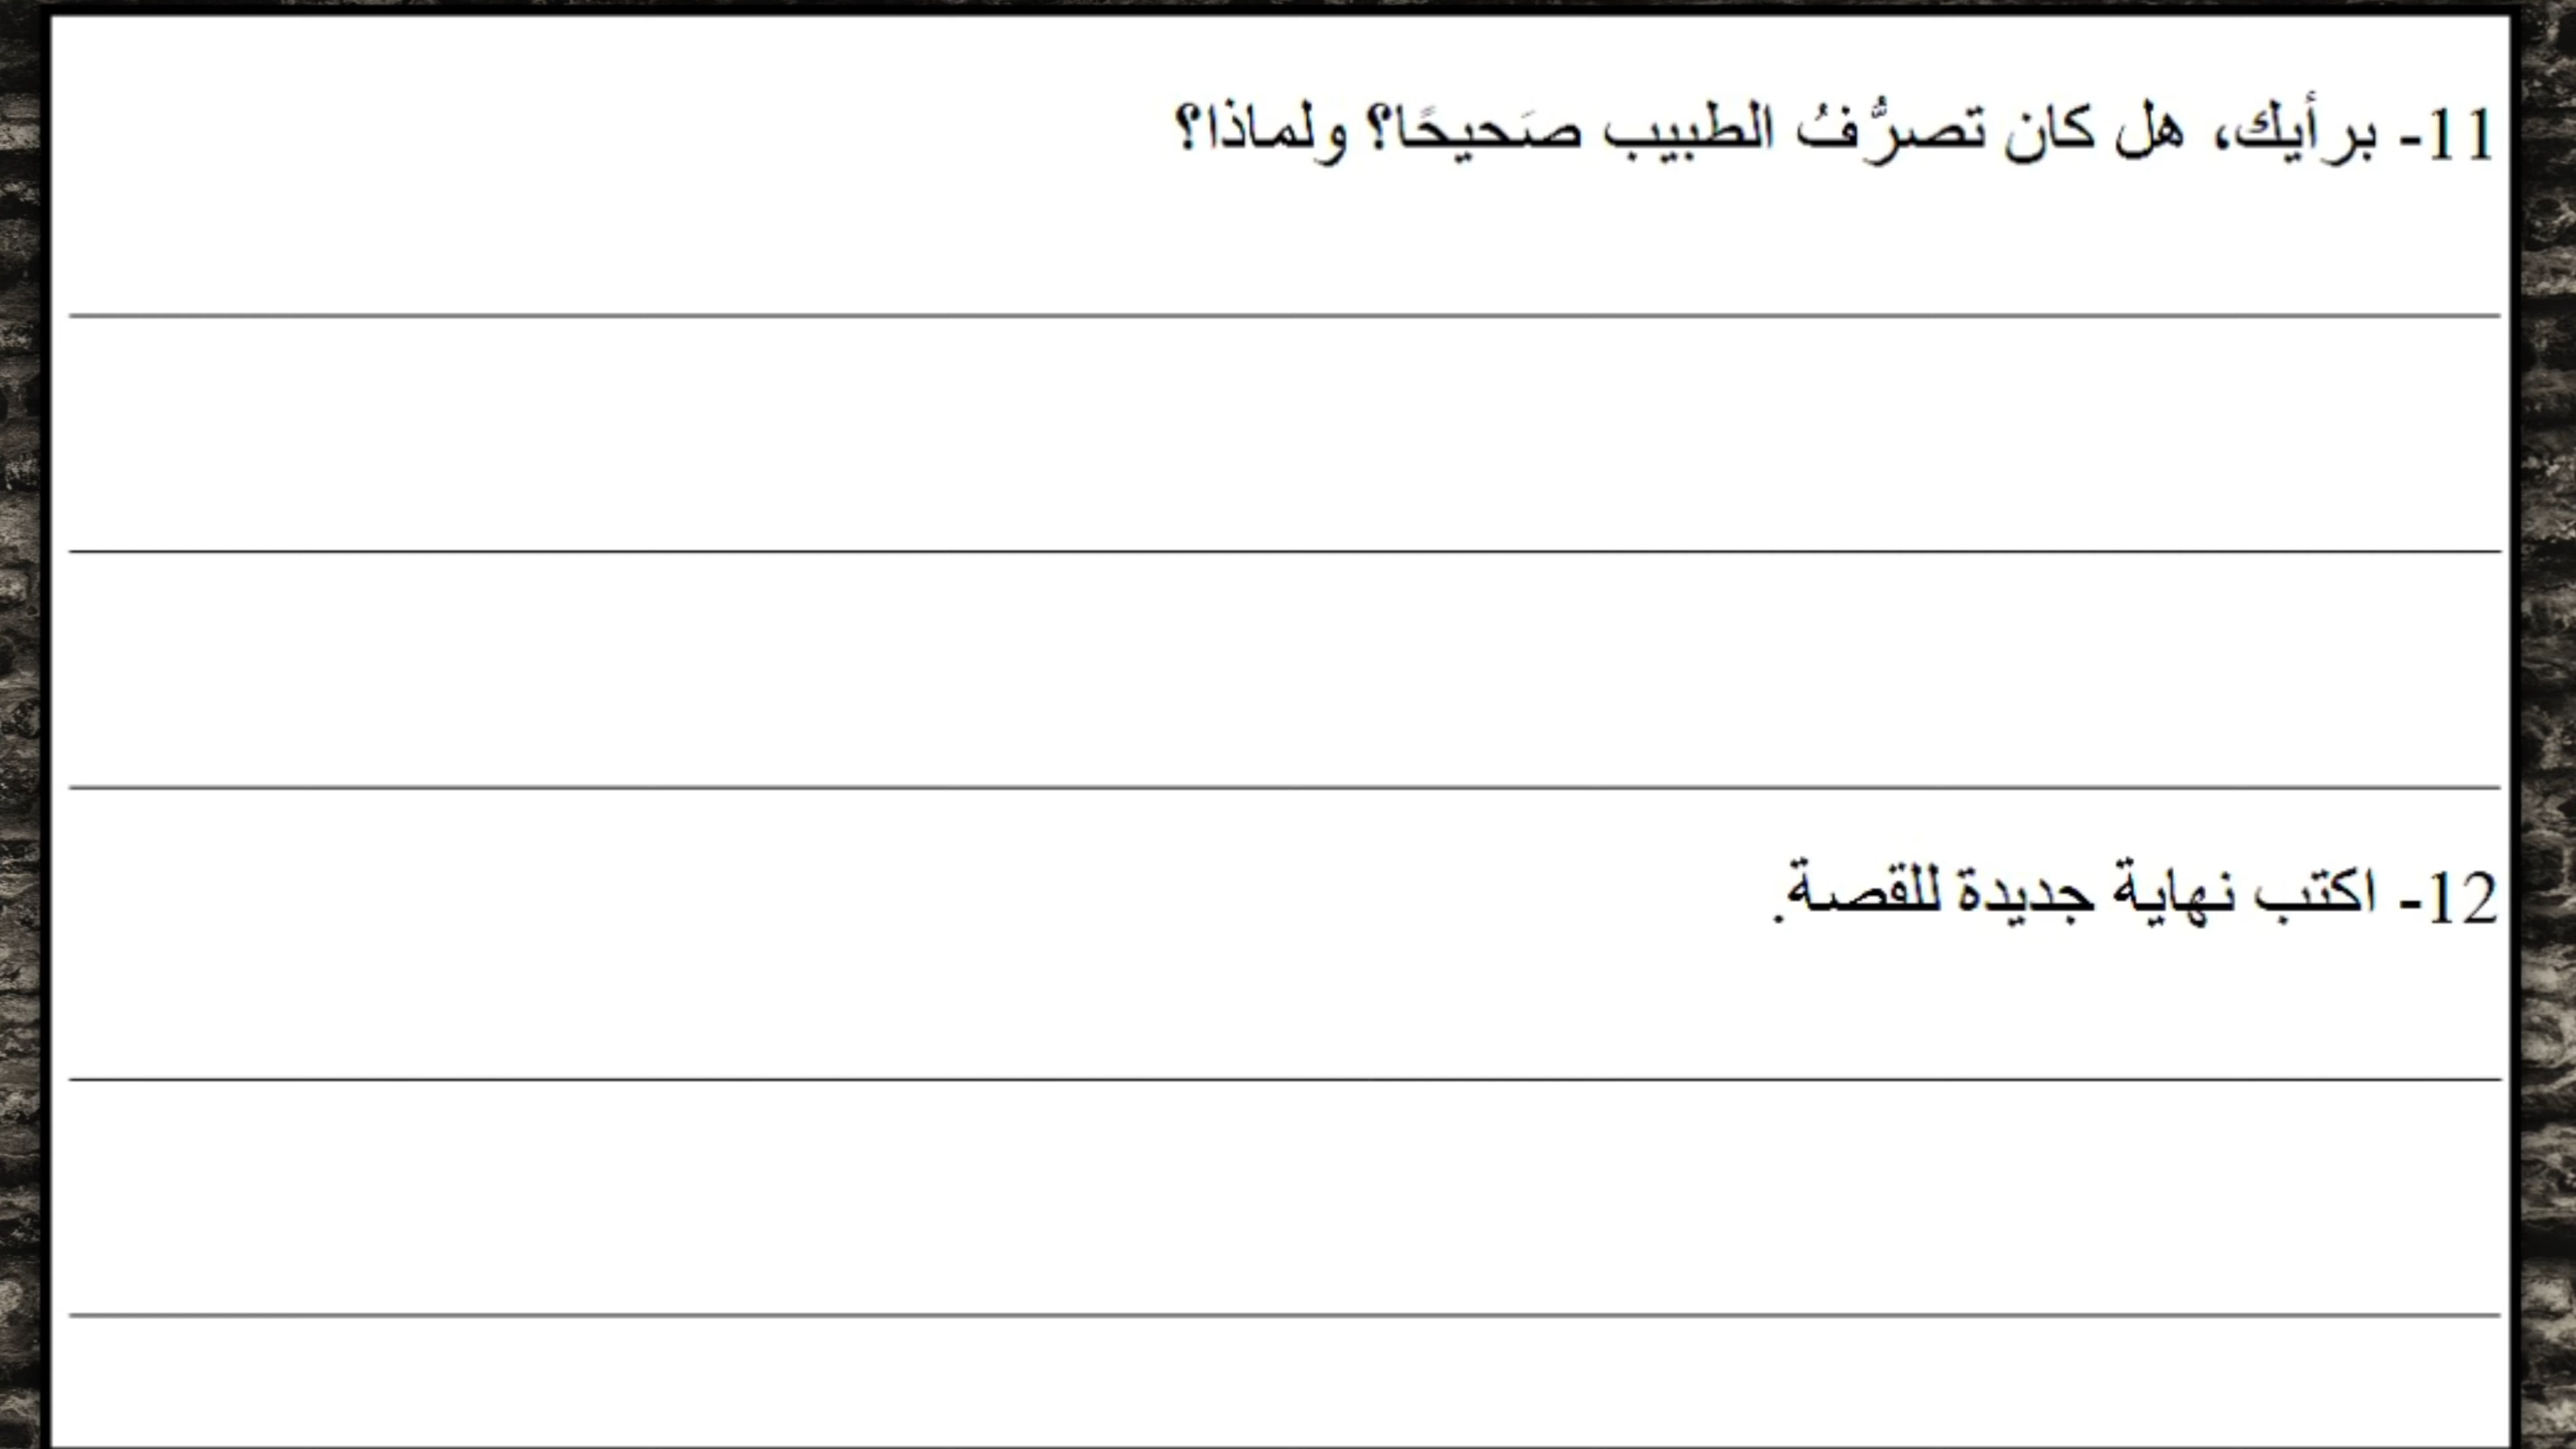 11- برأيك، هل كان تصرُّفُ الطبيب صَحيحًا؟ ولماذا؟
12- اكتب نهاية جديدة للقصة.